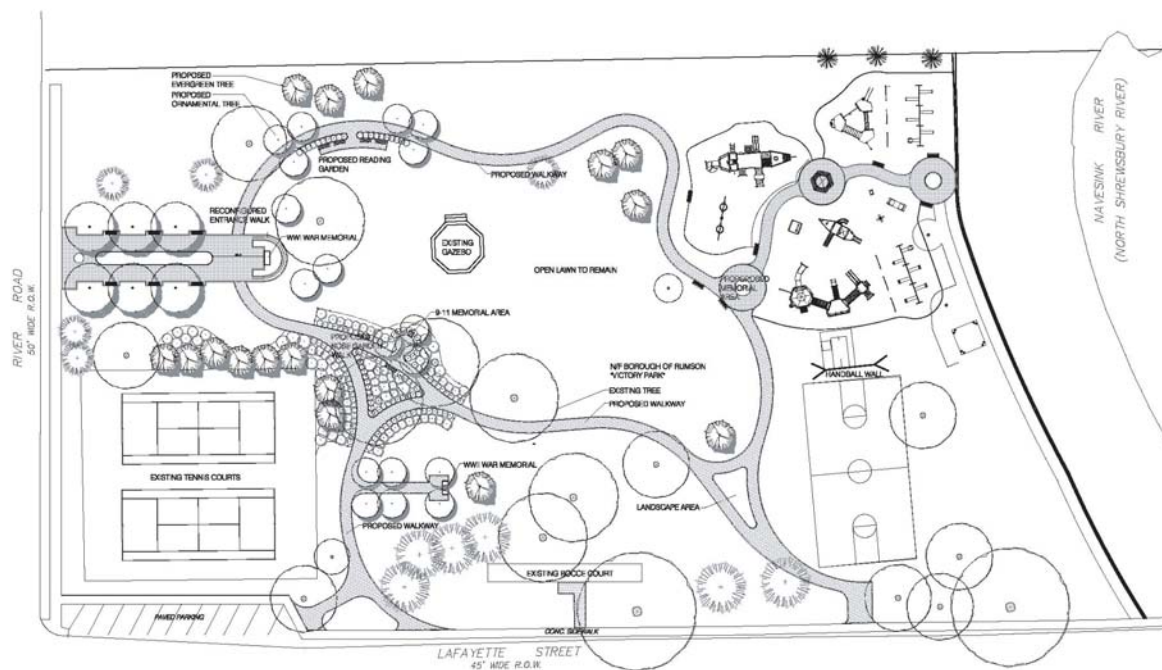 PROPOSED
EVERGREEN TREE
PROPOSED
ORNAMENTAL TREE
PROPOSED READING
GARDEN
PROPOSED WALKWAY
RECONFIGURED
ENTRANCE WALK
WWI WAR MEMORIAL
EXISTING
GAZEBO
OPEN LAWN TO REMAIN
MEMORIAL
AREA
NAVESINK RIVER
(NORTH SHREWSBURY RIVER)
RIVER ROAD
50' WIDE R.O.W.
9-11 MEMORIAL AREA
N/F BOROUGH OF RUMSON
"VICTORY PARK"
EXISTING TREE
PROPOSED WALKWAY
HANDBALL WALL
EXISTING TENNIS COURTS
WWII WAR MEMORIAL
LANDSCAPE AREA
PROPOSED WALKWAY
EXISTING BOCCE COURT
PAVED PARKING
CONC. SIDEWALK
LAFAYETTE STREET
45' WIDE R.O.W.